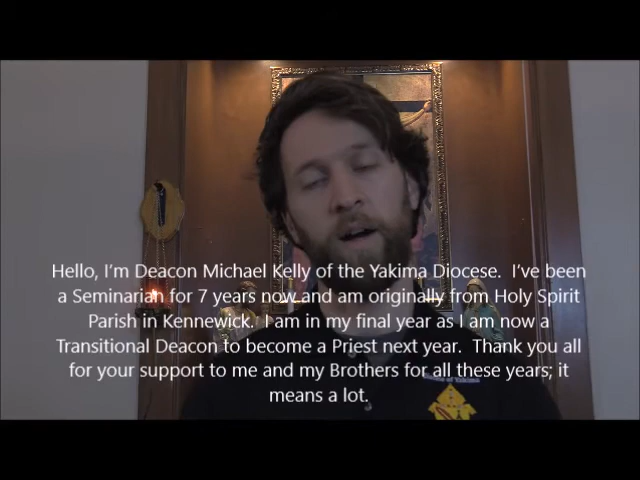 Hello, I'm Deacon Michael Kelly of the Yakima Diocese. I've been
a Seminarian for 7 years now and am originally from Holy Spirit
Parish in Kennewick. I am in my final year as I am now a
Transitional Deacon to become a Priest next year. Thank you all
for your support to me and my Brothers for all these years; it
means a lot.
of Yakima